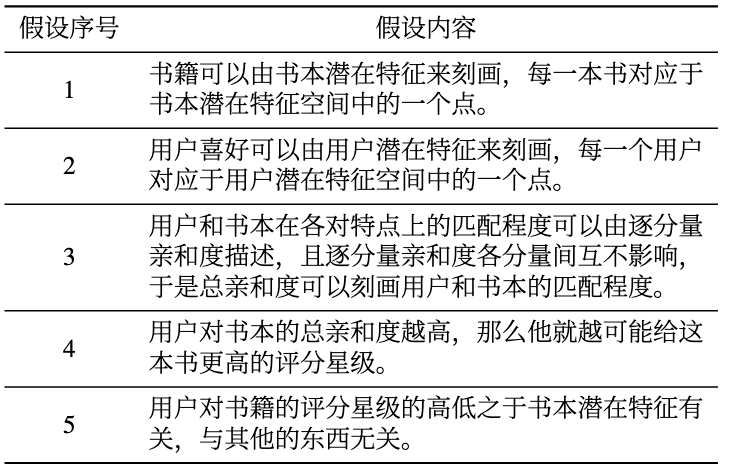 假设序号 假设内容
1 书籍可以由书本潜在特征来刻画，每一本书对应于
书本潜在特征空间中的一个点。
2 用户喜好可以由用户潜在特征来刻画，每一个用户
对应于用户潜在特征空间中的一个点。
用户和书本在各对特点上的匹配程度可以由逐分量
3 亲和度描述，且逐分量亲和度各分量间互不影响，
于是总亲和度可以刻画用户和书本的匹配程度。
4 用户对书本的总亲和度越高，那么他就越可能给这
本书更高的评分星级。
5 用户对书籍的评分星级的高低之于书本潜在特征有
关，与其他的东西无关。